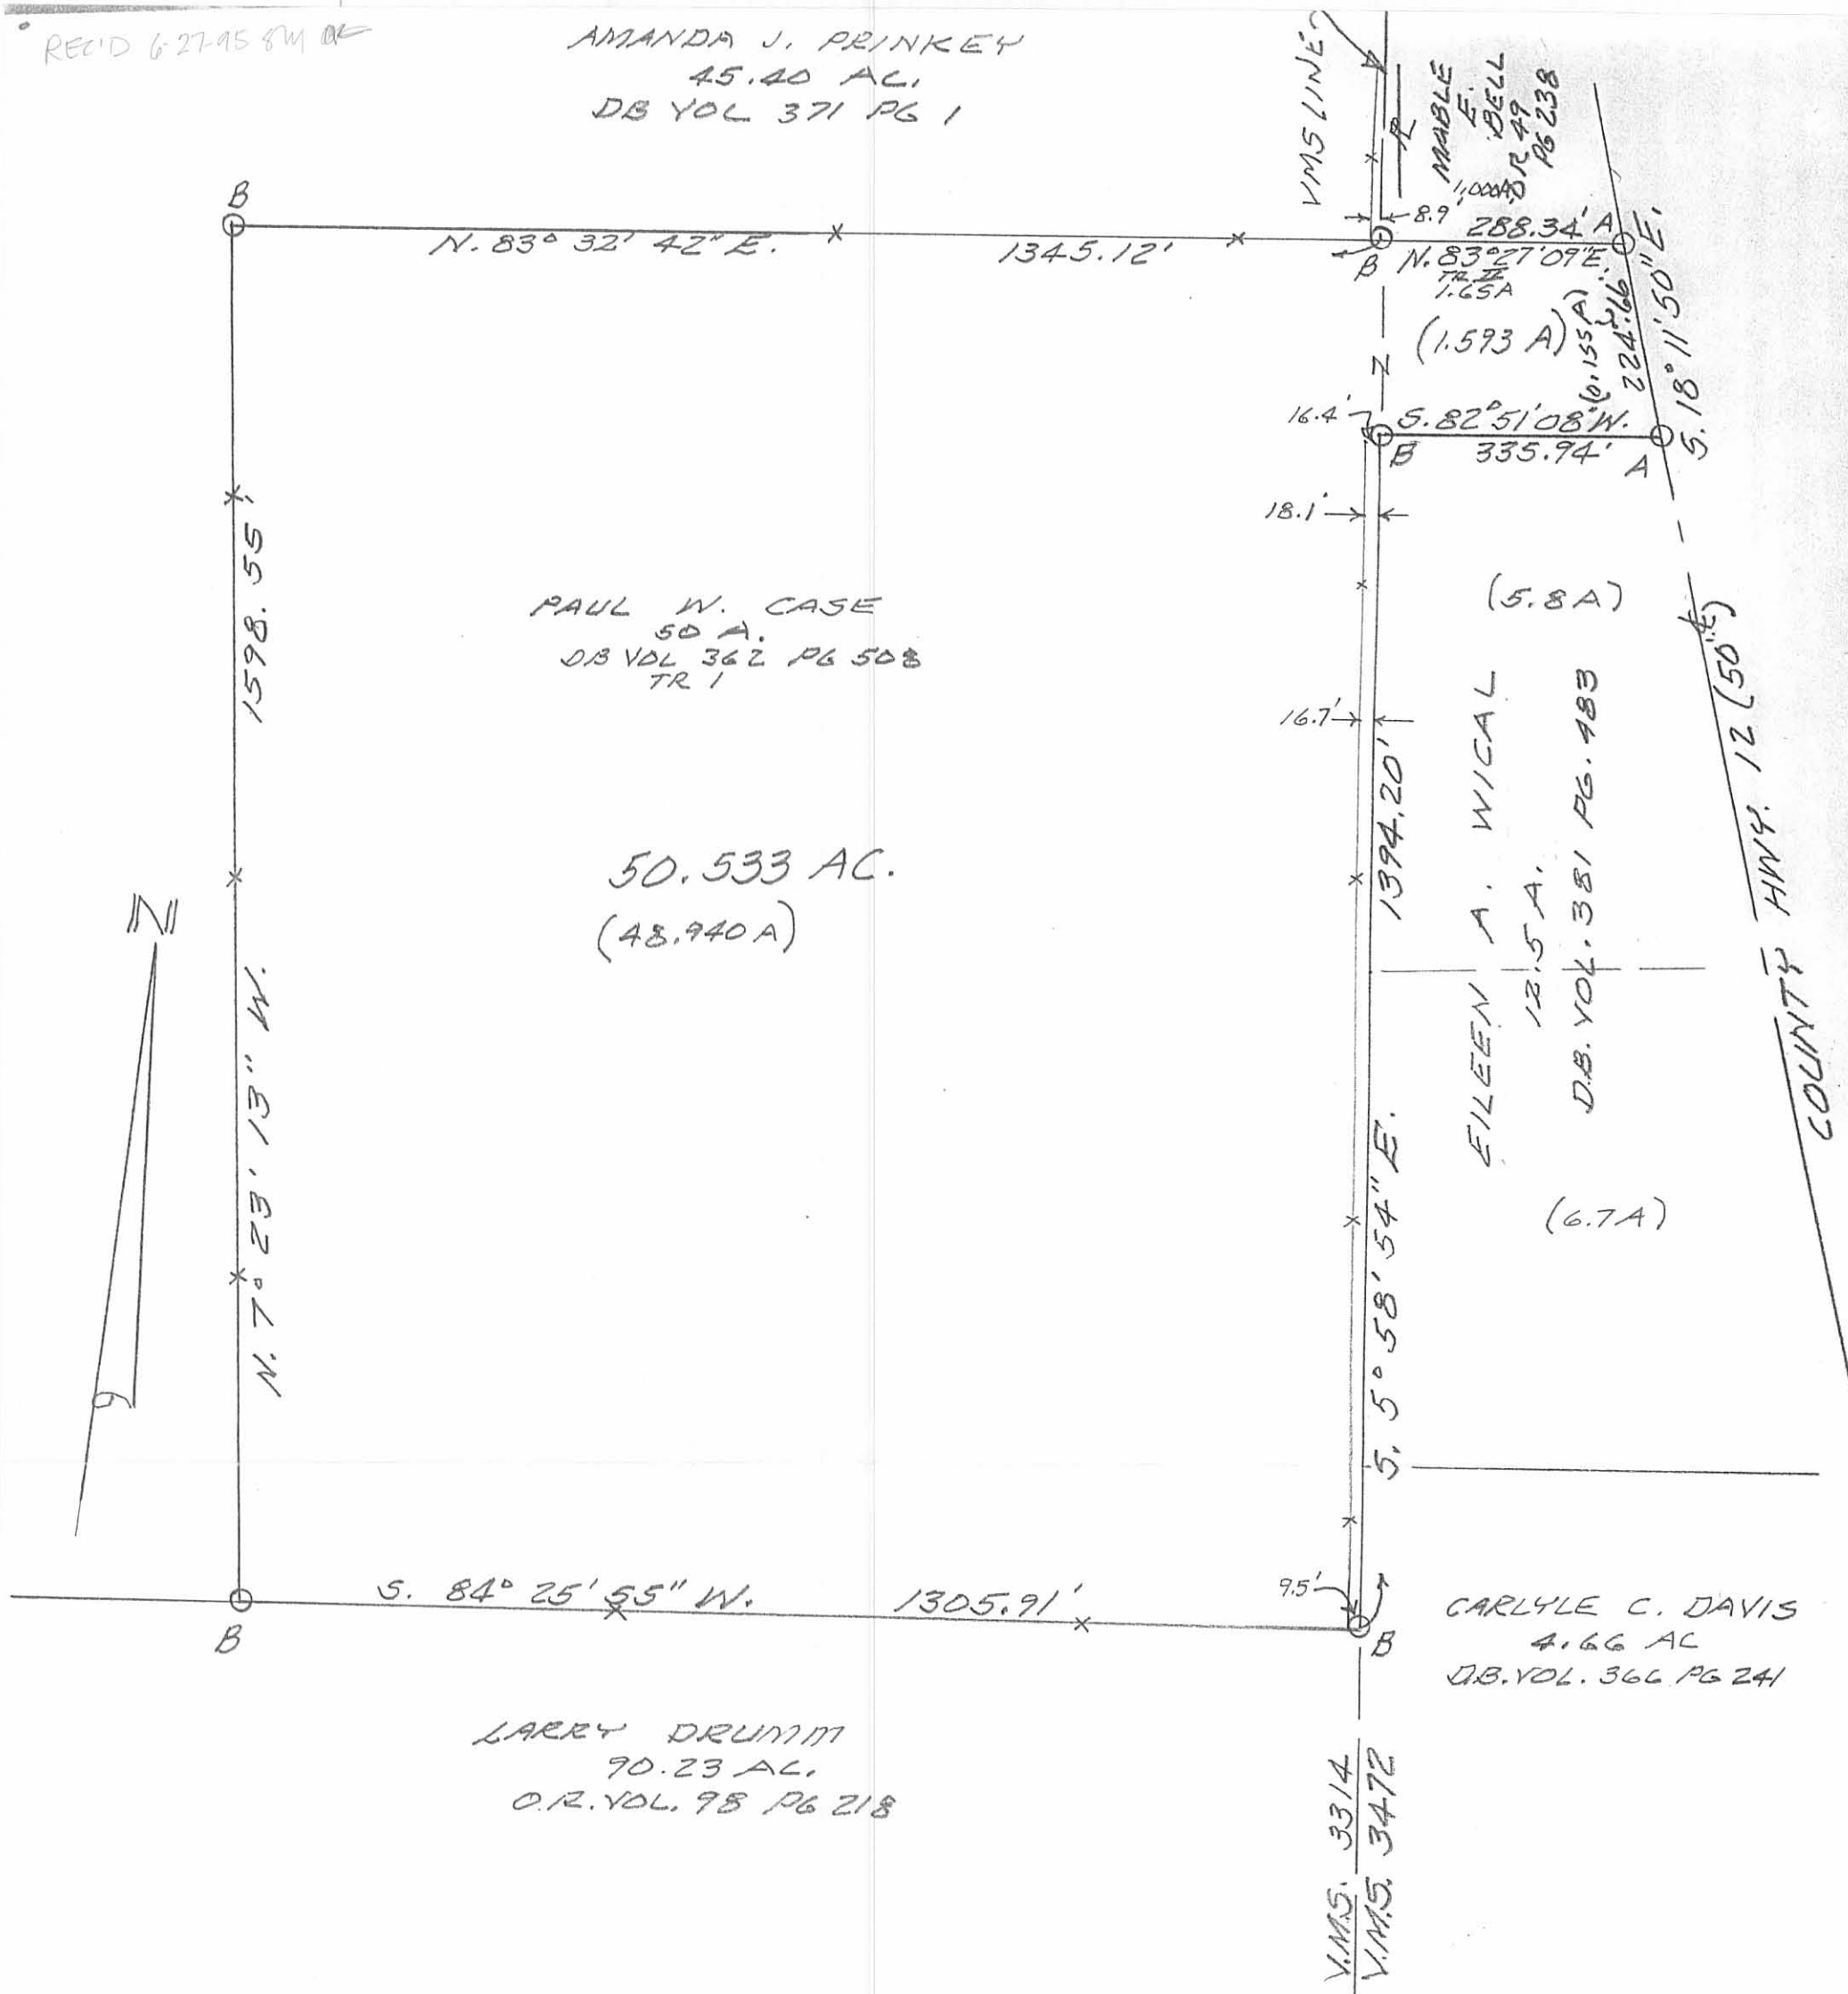 REC'D 6-27-95
AMANDA J. PRINKEY
45.40 AC.
DB VOL 371 PG 1
VMS LINE
MABLE
E.
BELL
OR 49
PG 238
1.000A
8.9'
B
N. 83° 32' 42" E. 1345.12'
B
288.34' A
N. 83° 27' 09" E.
TR II
1.65A
(1.593 A)
(0.155 A)
224.66'
S. 18° 11' 50" E.
Z
16.4'
S. 82° 51' 08" W.
335.94'
B
A
18.1'
(5.8 A)
1598.55'
PAUL W. CASE
50 A.
DB VOL 362 PG 508
TR 1
16.7'
1394.20'
EILEEN A. WICAL
12.5 A.
D.B. VOL. 381 PG. 483
COUNTY HWY. 12 (50' R/W)
50.533 AC.
(48.940 A)
N
N. 7° 23' 13" W.
S. 5° 58' 54" E.
(6.7 A)
B
S. 84° 25' 55" W. 1305.91'
9.5'
B
CARLYLE C. DAVIS
4.66 AC
D.B. VOL. 366 PG 241
LARRY DRUMM
90.23 AC.
O.R. VOL. 98 PG 218
V.M.S. 3314
V.M.S. 3472